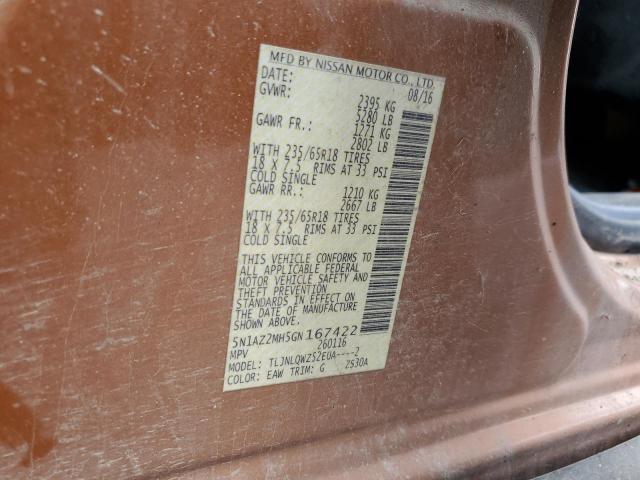 MFD BY NISSAN MOTOR CO., LTD.
DATE: 08/16
GVWR: 2395 KG
5280 LB
GAWR FR.: 1271 KG
2802 LB
WITH 235/65R18 TIRES
18 X 7.5 RIMS AT 33 PSI
COLD SINGLE
GAWR RR.: 1210 KG
2667 LB
WITH 235/65R18 TIRES
18 X 7.5 RIMS AT 33 PSI
COLD SINGLE
THIS VEHICLE CONFORMS TO
ALL APPLICABLE FEDERAL
MOTOR VEHICLE SAFETY AND
THEFT PREVENTION
STANDARDS IN EFFECT ON
THE DATE OF MANUFACTURE
SHOWN ABOVE.
5N1AZ2MH5GN167422
MPV 260116
MODEL: TLJNLQWZ52EUA----2
COLOR: EAW TRIM: G Z530A